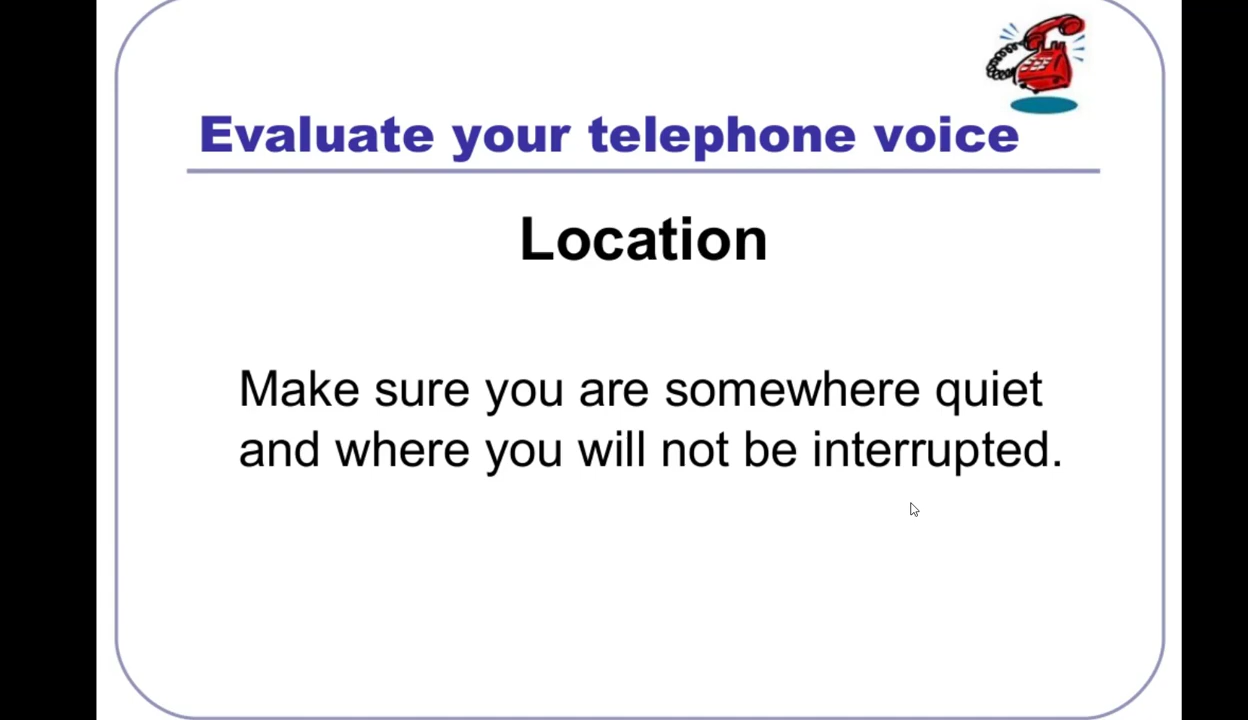 Evaluate your telephone voice
Location
Make sure you are somewhere quiet
and where you will not be interrupted.